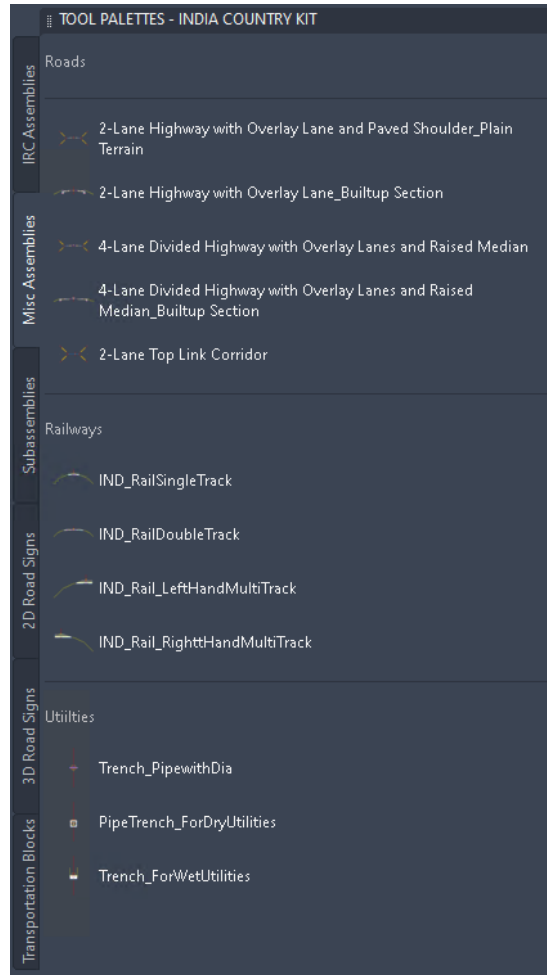 TOOL PALETTES - INDIA COUNTRY KIT
IRC Assemblies
Misc Assemblies
Subassemblies
2D Road Signs
3D Road Signs
Transportation Blocks
Roads
2-Lane Highway with Overlay Lane and Paved Shoulder_Plain
Terrain
2-Lane Highway with Overlay Lane_Builtup Section
4-Lane Divided Highway with Overlay Lanes and Raised Median
4-Lane Divided Highway with Overlay Lanes and Raised
Median_Builtup Section
2-Lane Top Link Corridor
Railways
IND_RailSingleTrack
IND_RailDoubleTrack
IND_Rail_LeftHandMultiTrack
IND_Rail_RighttHandMultiTrack
Utiilties
Trench_PipewithDia
PipeTrench_ForDryUtilities
Trench_ForWetUtilities